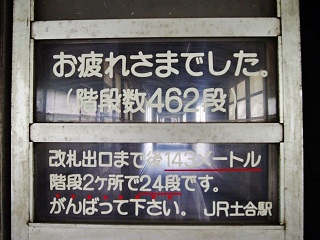 お疲れさまでした。
(階段数462段)
改札出口まで後143メートル
階段2ヶ所で24段です。
がんばって下さい。 JR土合駅